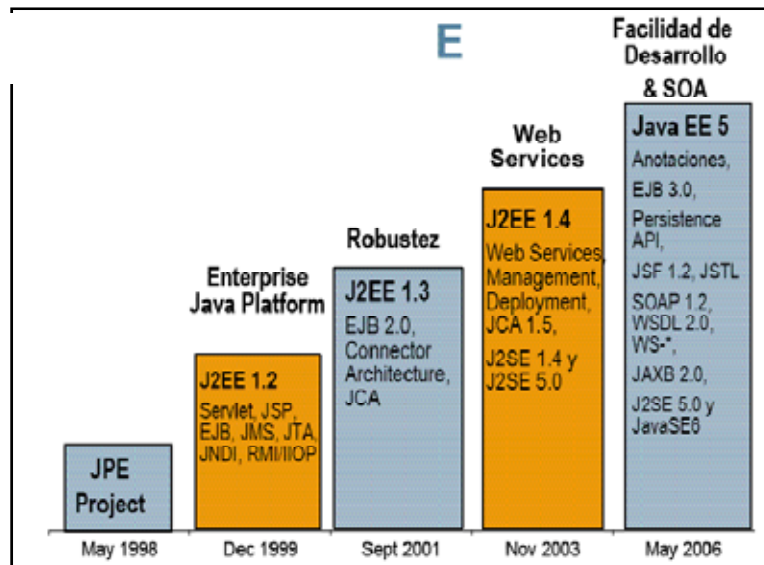 E
Facilidad de
Desarrollo
& SOA
Java EE 5
Anotaciones,
EJB 3.0,
Persistence
API,
JSF 1.2, JSTL
SOAP 1.2,
WSDL 2.0,
WS-*,
JAXB 2.0,
J2SE 5.0 y
JavaSE6
Web
Services
J2EE 1.4
Web Services,
Management,
Deployment,
JCA 1.5,
J2SE 1.4 y
J2SE 5.0
Robustez
J2EE 1.3
EJB 2.0,
Connector
Architecture,
JCA
Enterprise
Java Platform
J2EE 1.2
Servlet, JSP,
EJB, JMS, JTA,
JNDI, RMI/IIOP
JPE
Project
May 1998
Dec 1999
Sept 2001
Nov 2003
May 2006